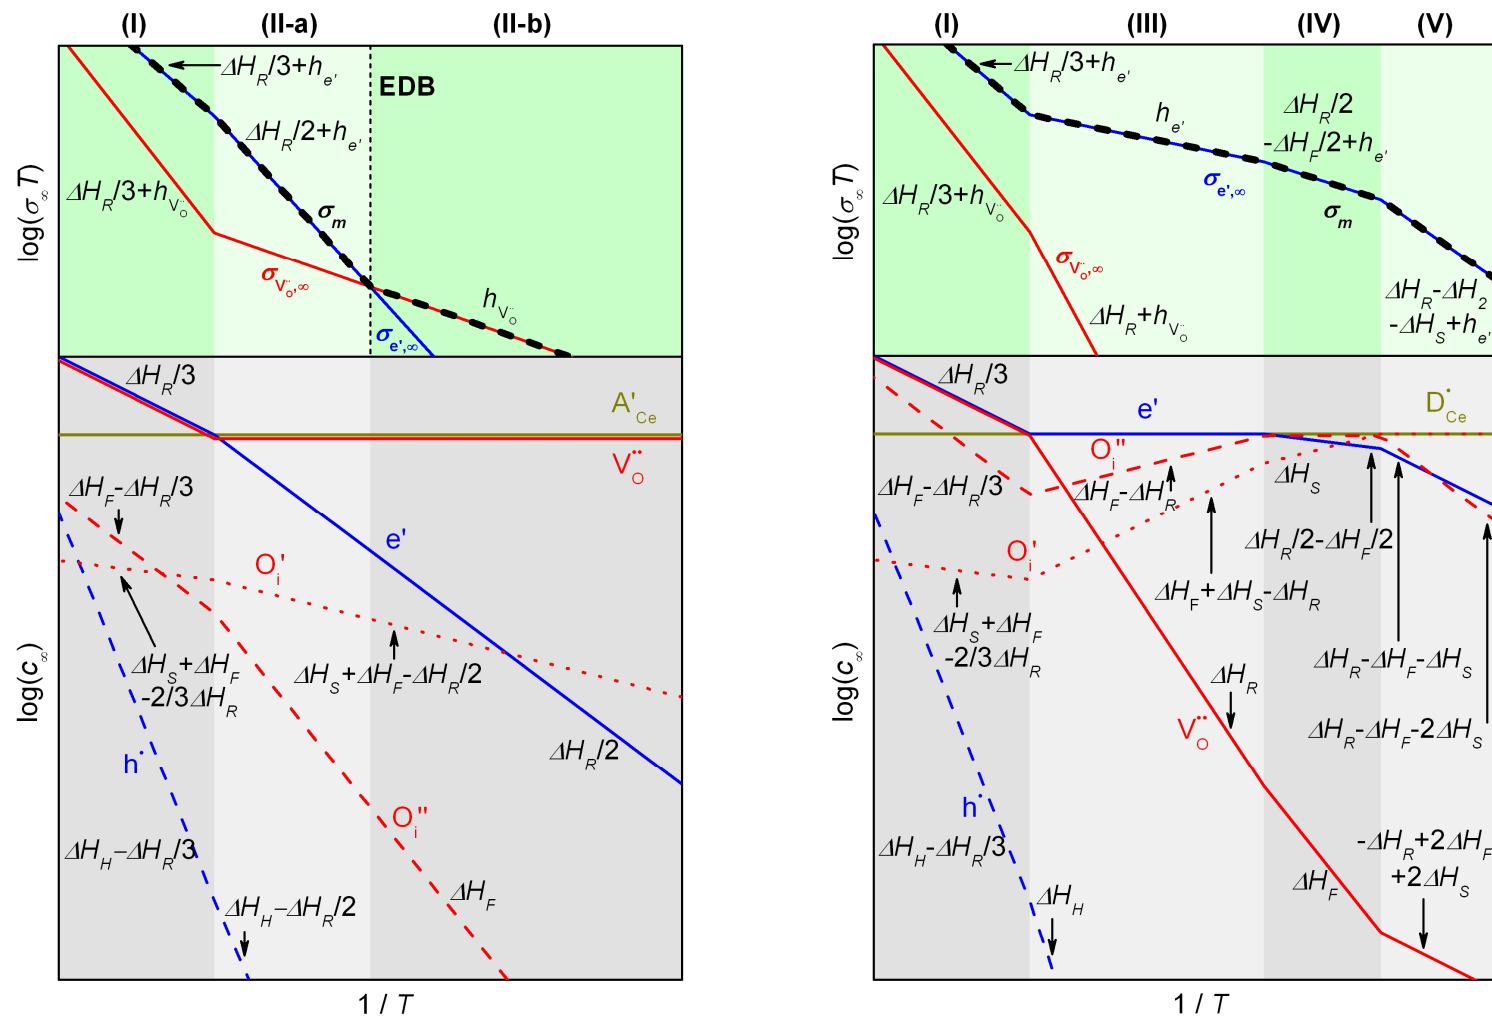 (I) (II-a) (II-b)
ΔH_R/3+h_e'
EDB
ΔH_R/2+h_e'
ΔH_R/3+h_V_O¨
σ_m
σ_V_O¨,∞
h_V_O¨
σ_e',∞
log(σ_∞T)
ΔH_R/3
A'_Ce
V_O¨
ΔH_F−ΔH_R/3
e'
O_i'
ΔH_S+ΔH_F
-2/3ΔH_R
ΔH_S+ΔH_F−ΔH_R/2
h˙
ΔH_R/2
O_i''
ΔH_H−ΔH_R/3
ΔH_F
ΔH_H−ΔH_R/2
log(c_∞)
1 / T
(I) (III) (IV) (V)
ΔH_R/3+h_e'
h_e'
ΔH_R/2
-ΔH_F/2+h_e'
ΔH_R/3+h_V_O¨
σ_e',∞
σ_m
σ_V_O¨,∞
ΔH_R+h_V_O¨
ΔH_R−ΔH_2
-ΔH_S+h_e'
log(σ_∞T)
ΔH_R/3
e'
D˙_Ce
O_i''
ΔH_F−ΔH_R/3
ΔH_F−ΔH_R
ΔH_S
O_i'
ΔH_R/2−ΔH_F/2
ΔH_F+ΔH_S−ΔH_R
ΔH_S+ΔH_F
-2/3ΔH_R
ΔH_R−ΔH_F−ΔH_S
ΔH_R
V_O¨
ΔH_R−ΔH_F-2ΔH_S
h˙
ΔH_H-ΔH_R/3
-ΔH_R+2ΔH_F
+2ΔH_S
ΔH_H
ΔH_F
log(c_∞)
1 / T